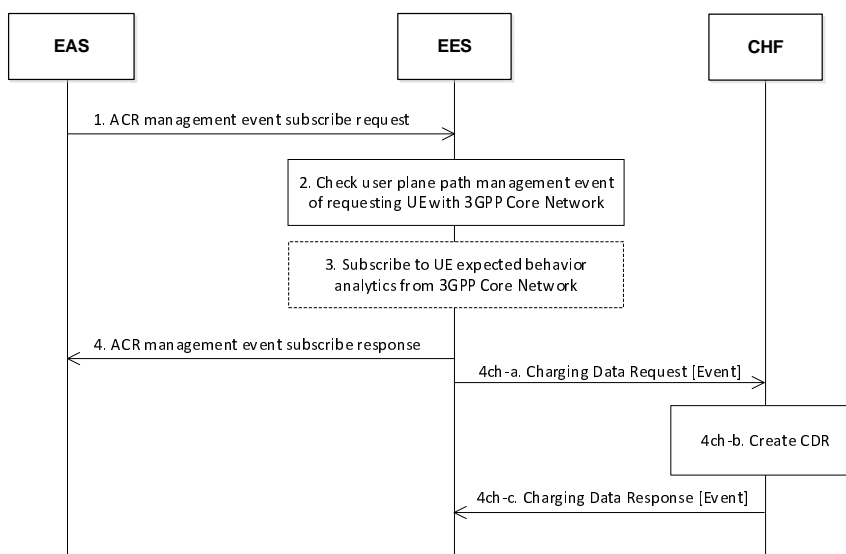 EAS
EES
CHF
1. ACR management event subscribe request
2. Check user plane path management event
of requesting UE with 3GPP Core Network
3. Subscribe to UE expected behavior
analytics from 3GPP Core Network
4. ACR management event subscribe response
4ch-a. Charging Data Request [Event]
4ch-b. Create CDR
4ch-c. Charging Data Response [Event]